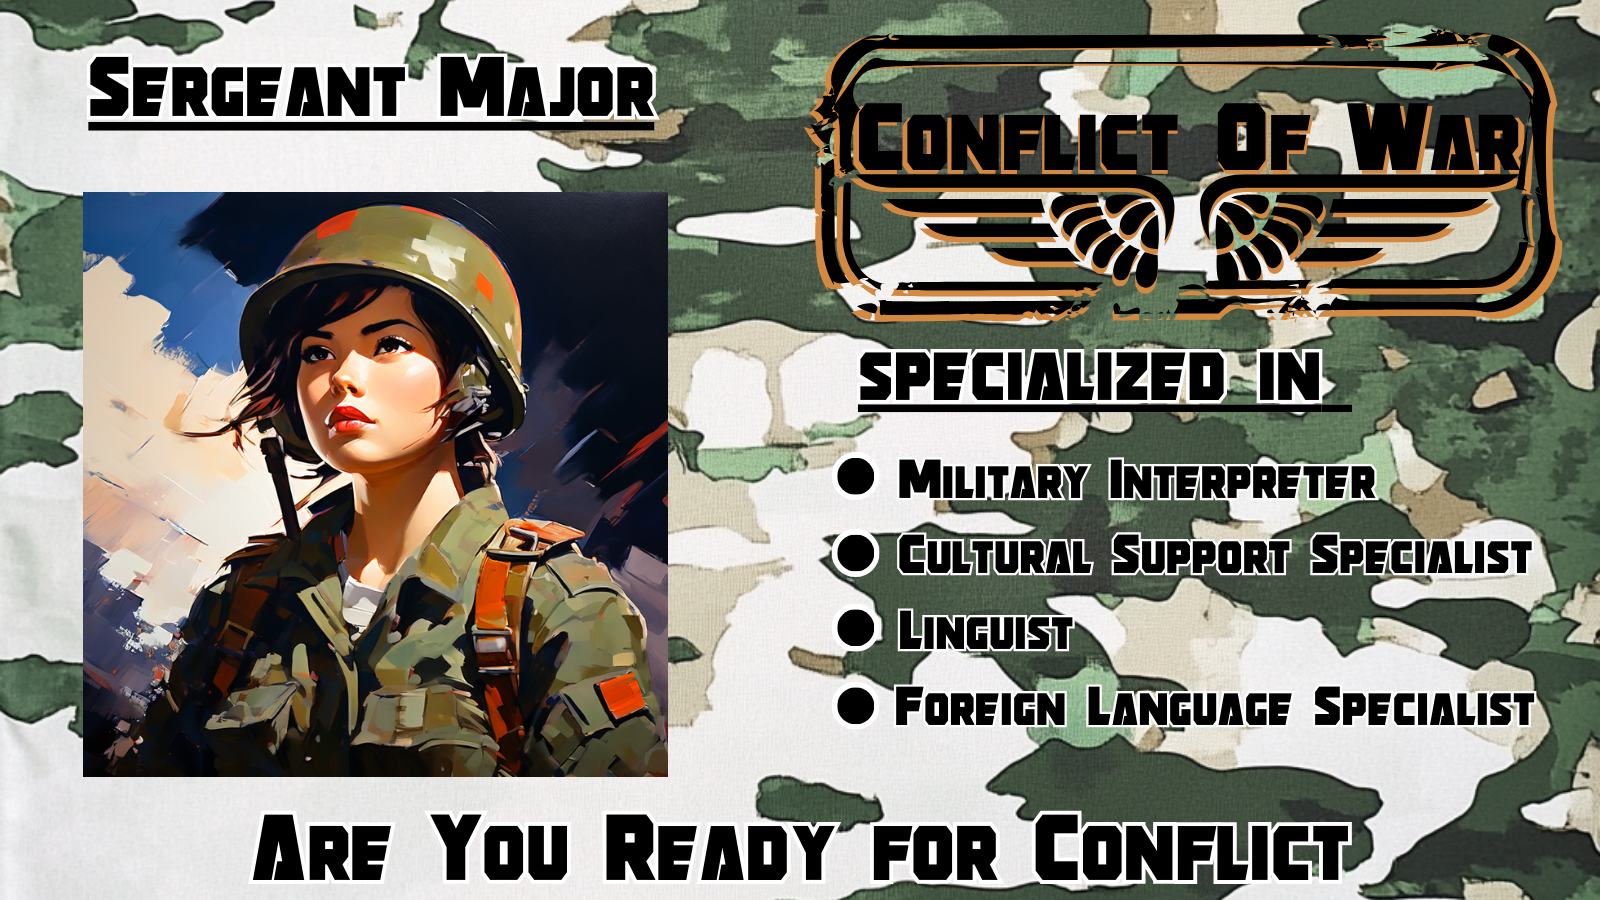 Sergeant Major
Conflict Of War
Specialized in
Military Interpreter
Cultural Support Specialist
Linguist
Foreign Language Specialist
Are You Ready for Conflict